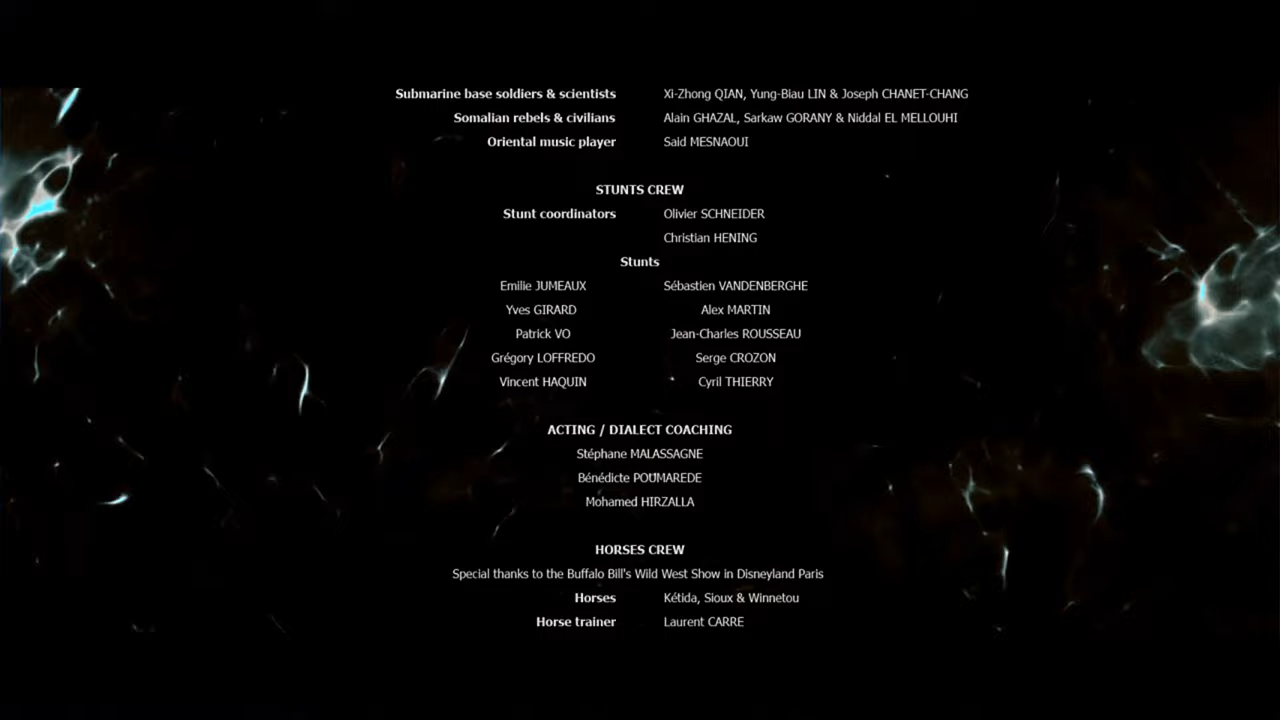 Submarine base soldiers & scientists Xi-Zhong QIAN, Yung-Biau LIN & Joseph CHANET-CHANG
Somalian rebels & civilians Alain GHAZAL, Sarkaw GORANY & Niddal EL MELLOUHI
Oriental music player Said MESNAOUI
STUNTS CREW
Stunt coordinators Olivier SCHNEIDER
Christian HENING
Stunts
Emilie JUMEAUX Sébastien VANDENBERGHE
Yves GIRARD Alex MARTIN
Patrick VO Jean-Charles ROUSSEAU
Grégory LOFFREDO Serge CROZON
Vincent HAQUIN Cyril THIERRY
ACTING / DIALECT COACHING
Stéphane MALASSAGNE
Bénédicte POUMAREDE
Mohamed HIRZALLA
HORSES CREW
Special thanks to the Buffalo Bill's Wild West Show in Disneyland Paris
Horses Kétida, Sioux & Winnetou
Horse trainer Laurent CARRE